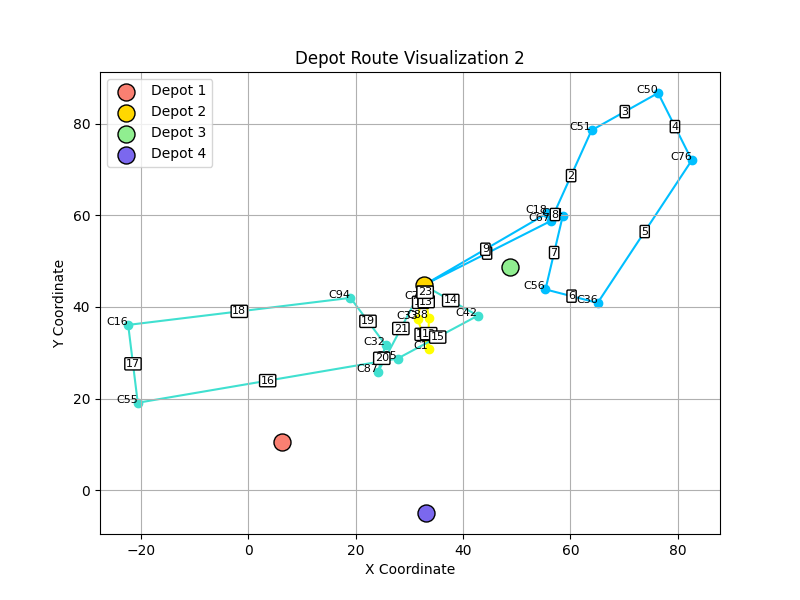 Depot Route Visualization 2
Depot 1
Depot 2
Depot 3
Depot 4
Y Coordinate
80
60
40
20
0
−20
0
20
40
60
80
X Coordinate
C50
3
C51
4
C76
2
C18
8
C67
9
5
7
C56
6
C36
23
14
13
C42
C94
18
C16
19
C33
C38
21
15
C32
C1
20
17
C87
16
C55